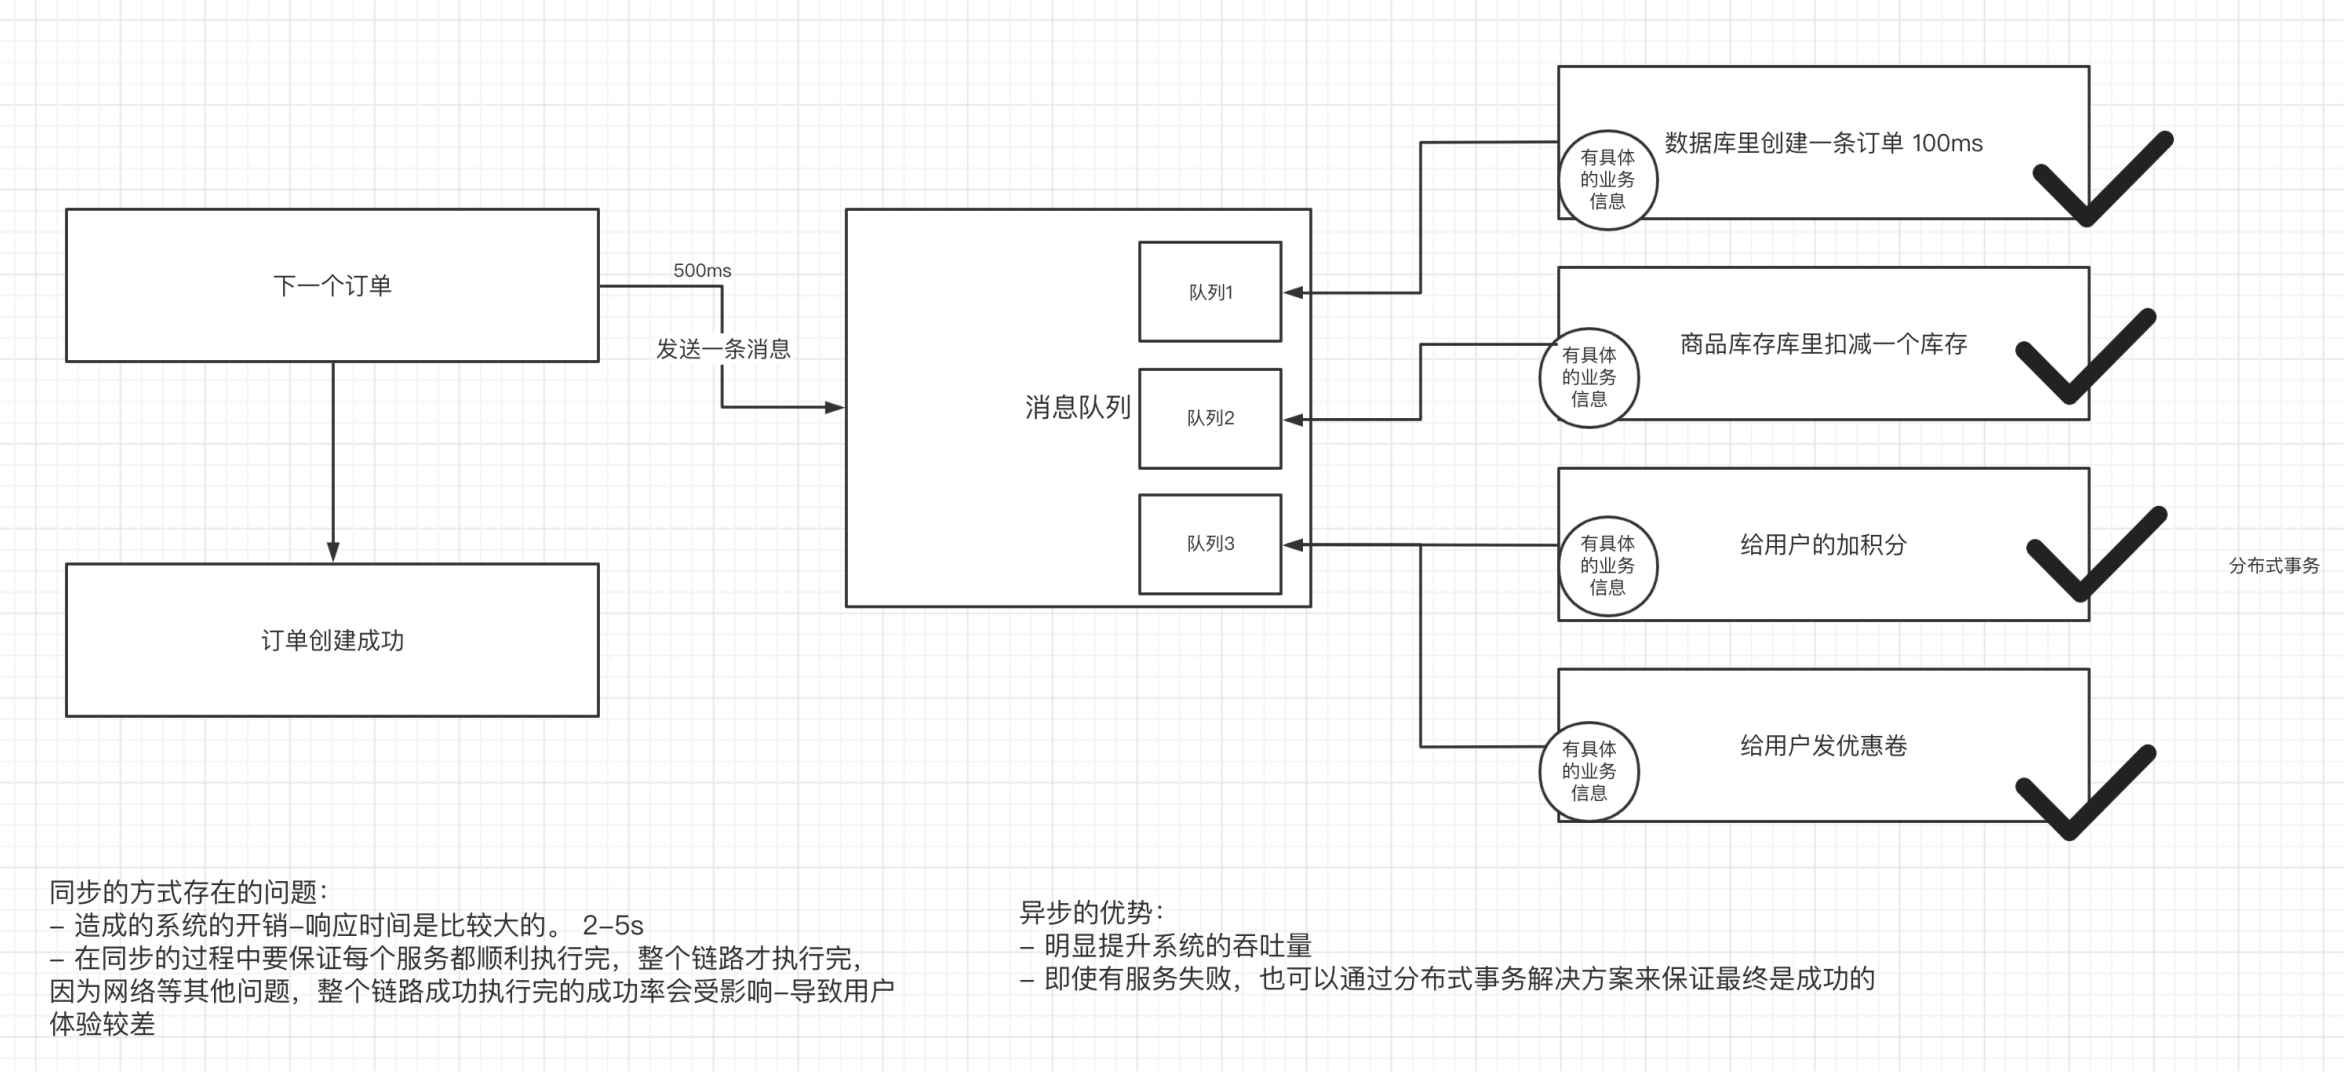 下一个订单
500ms
发送一条消息
订单创建成功
消息队列
队列1
队列2
队列3
有具体
的业务
信息
数据库里创建一条订单 100ms
有具体
的业务
信息
商品库存库里扣减一个库存
有具体
的业务
信息
给用户的加积分
有具体
的业务
信息
给用户发优惠卷
分布式事务
同步的方式存在的问题：
- 造成的系统的开销-响应时间是比较大的。 2-5s
- 在同步的过程中要保证每个服务都顺利执行完，整个链路才执行完，
因为网络等其他问题，整个链路成功执行完的成功率会受影响-导致用户
体验较差
异步的优势：
- 明显提升系统的吞吐量
- 即使有服务失败，也可以通过分布式事务解决方案来保证最终是成功的